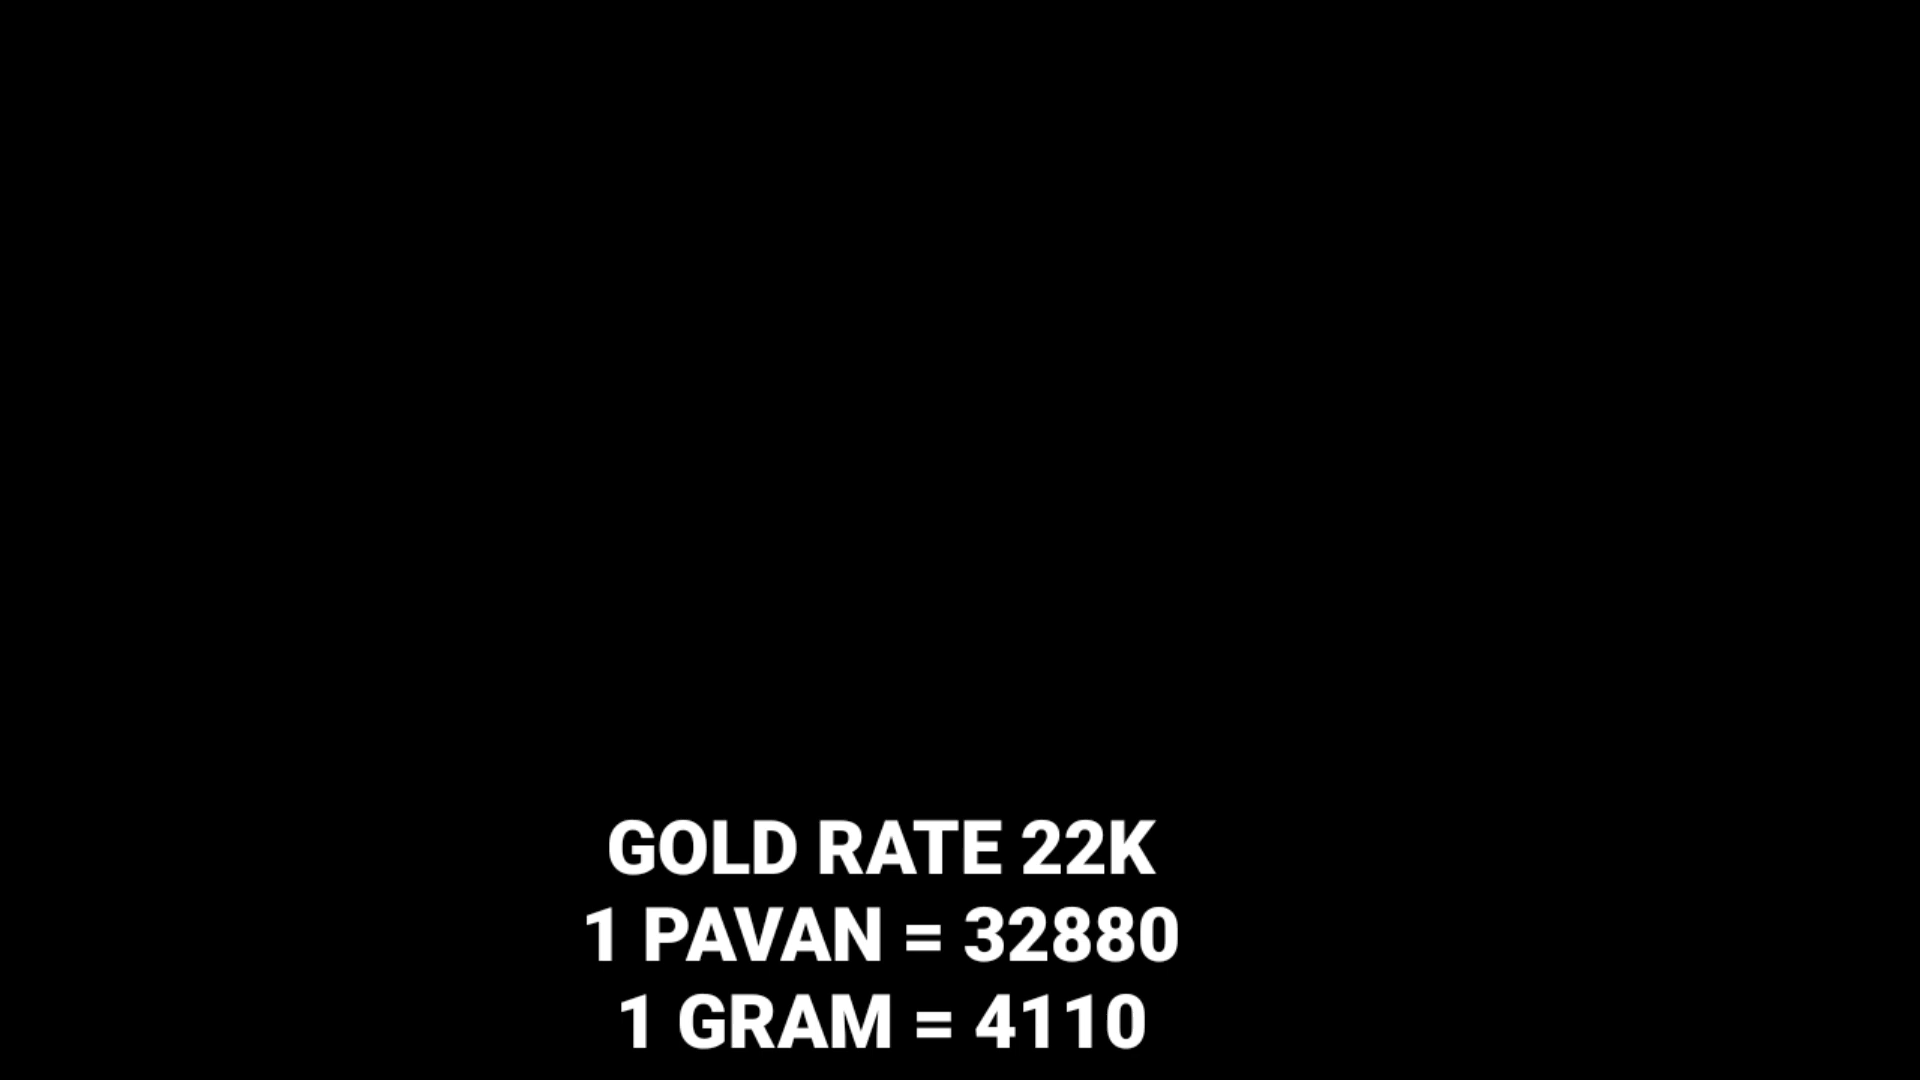 GOLD RATE 22K
1 PAVAN = 32880
1 GRAM = 4110